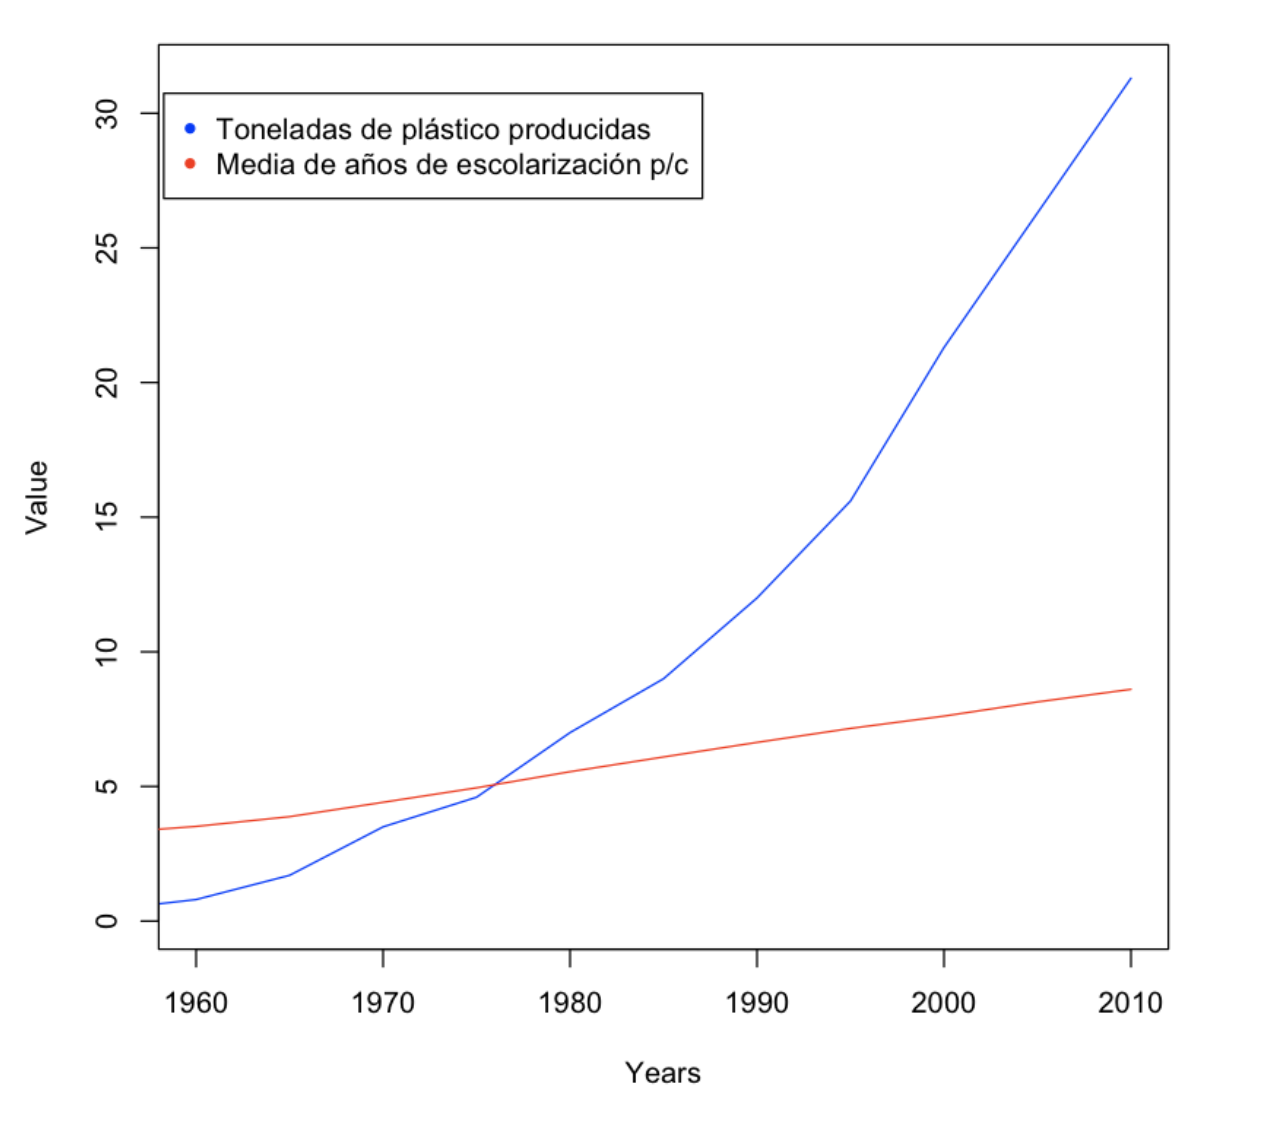 Toneladas de plástico producidas
Media de años de escolarización p/c
30
25
20
15
10
5
0
Value
1960 1970 1980 1990 2000 2010
Years